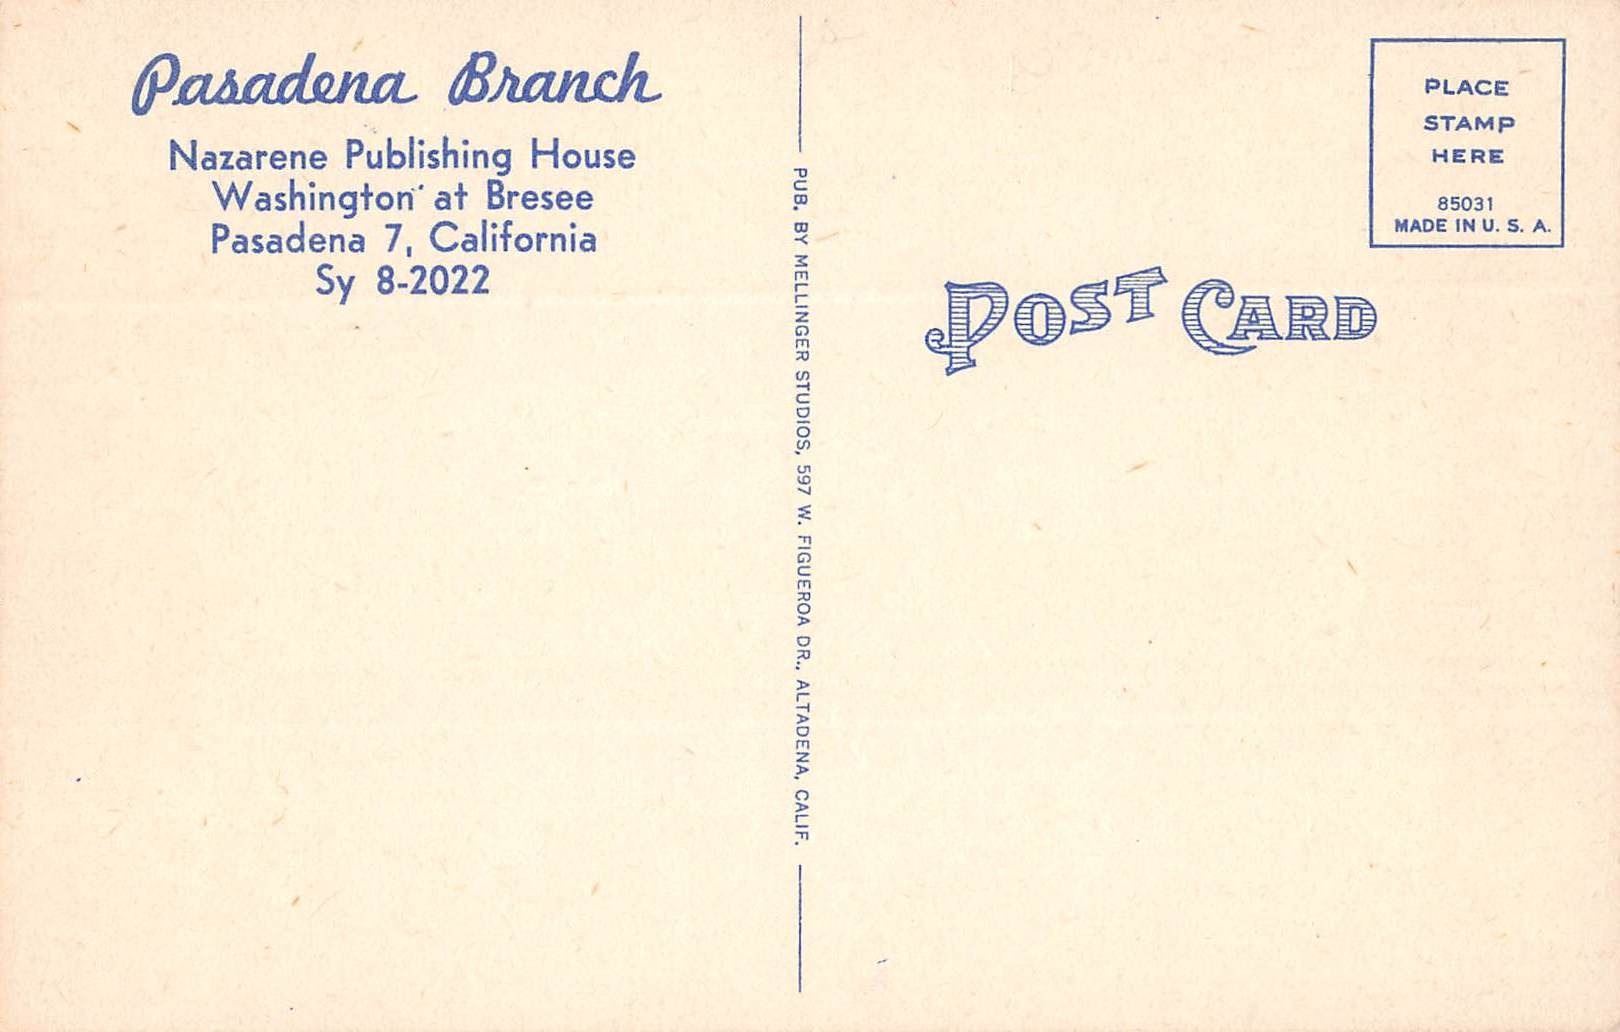 Pasadena Branch
Nazarene Publishing House
Washington at Bresee
Pasadena 7, California
Sy 8-2022
PUB. BY MELLINGER STUDIOS, 597 W. FIGUEROA DR., ALTADENA, CALIF.
PLACE
STAMP
HERE
85031
MADE IN U. S. A.
POST CARD